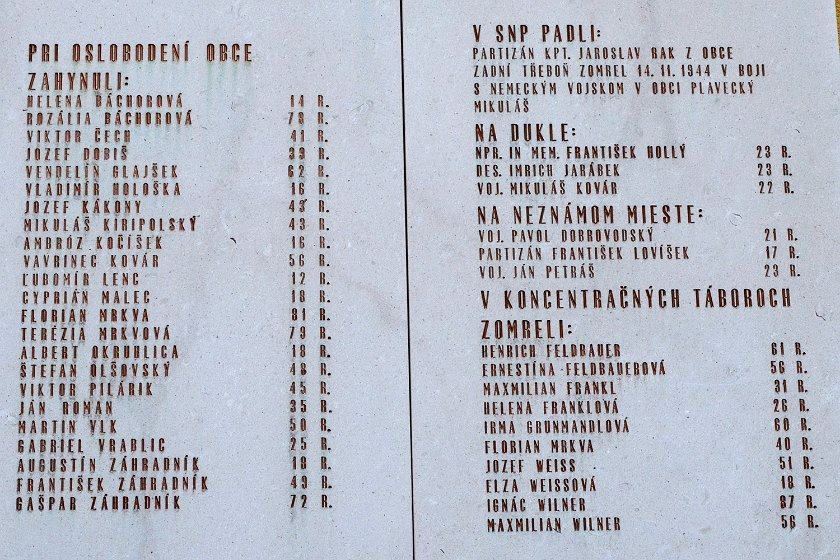 PRI OSLOBODENÍ OBCE
ZAHYNULI:
HELENA BÁCHOROVÁ 14 R.
ROZÁLIA BÁCHOROVÁ 79 R.
VIKTOR ČECH 41 R.
JOZEF DOBIŠ 39 R.
VENDELÍN GLAJŠEK 62 R.
VLADIMÍR HOLOŠKA 16 R.
JOZEF KÁKONY 43 R.
MIKULÁŠ KIRIPOLSKÝ 43 R.
AMBRÓZ KOČÍŠEK 16 R.
VAVRINEC KOVÁR 56 R.
ĽUBOMÍR LENC 12 R.
CYPRIÁN MALEC 18 R.
FLORIAN MRKVA 81 R.
TERÉZIA MRKVOVÁ 79 R.
ALBERT OKRUHLICA 18 R.
ŠTEFAN OLŠOVSKÝ 48 R.
VIKTOR PILÁRIK 45 R.
JÁN ROMAN 35 R.
MARTIN VLK 50 R.
GABRIEL VRABLIC 25 R.
AUGUSTÍN ZÁHRADNÍK 18 R.
FRANTIŠEK ZÁHRADNÍK 49 R.
GAŠPAR ZÁHRADNÍK 72 R.
V SNP PADLI:
PARTIZÁN KPT. JAROSLAV RAK Z OBCE
ZADNÍ TŘEBOŇ ZOMREL 14.11.1944 V BOJI
S NEMECKÝM VOJSKOM V OBCI PLAVECKÝ
MIKULÁŠ
NA DUKLE:
NPR. IN MEM. FRANTIŠEK HOLLÝ 23 R.
DES. IMRICH JARÁBEK 23 R.
VOJ. MIKULÁŠ KOVÁR 22 R.
NA NEZNÁMOM MIESTE:
VOJ. PAVOL DOBROVODSKÝ 21 R.
PARTIZÁN FRANTIŠEK LOVÍŠEK 17 R.
VOJ. JÁN PETRÁŠ 23 R.
V KONCENTRAČNÝCH TÁBOROCH
ZOMRELI:
HENRICH FELDBAUER 61 R.
ERNESTÍNA FELDBAUEROVÁ 56 R.
MAXMILIAN FRANKL 31 R.
HELENA FRANKLOVÁ 26 R.
IRMA GRUNMANDLOVÁ 60 R.
FLORIAN MRKVA 40 R.
JOZEF WEISS 51 R.
ELZA WEISSOVÁ 18 R.
IGNÁC WILNER 87 R.
MAXMILIAN WILNER 56 R.